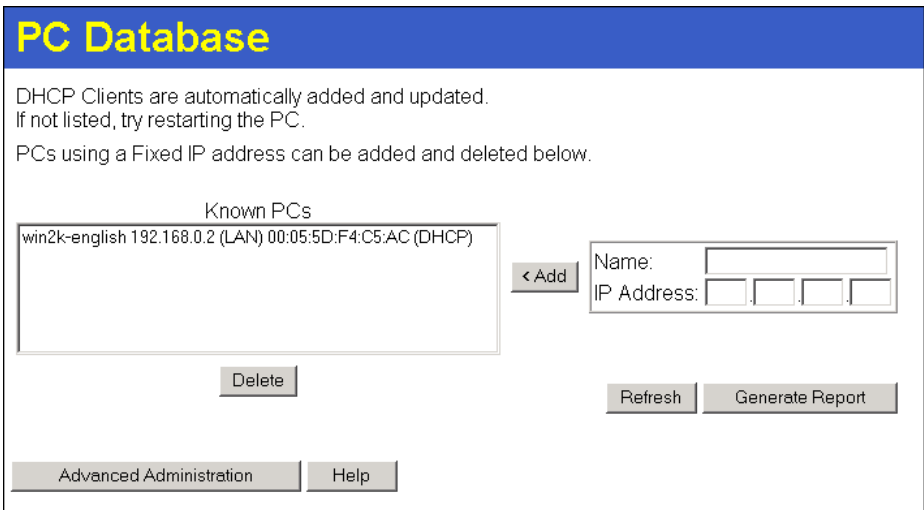 PC Database
DHCP Clients are automatically added and updated.
If not listed, try restarting the PC.
PCs using a Fixed IP address can be added and deleted below.
Known PCs
win2k-english 192.168.0.2 (LAN) 00:05:5D:F4:C5:AC (DHCP)
< Add
Name:
IP Address: . . .
Delete
Refresh Generate Report
Advanced Administration Help